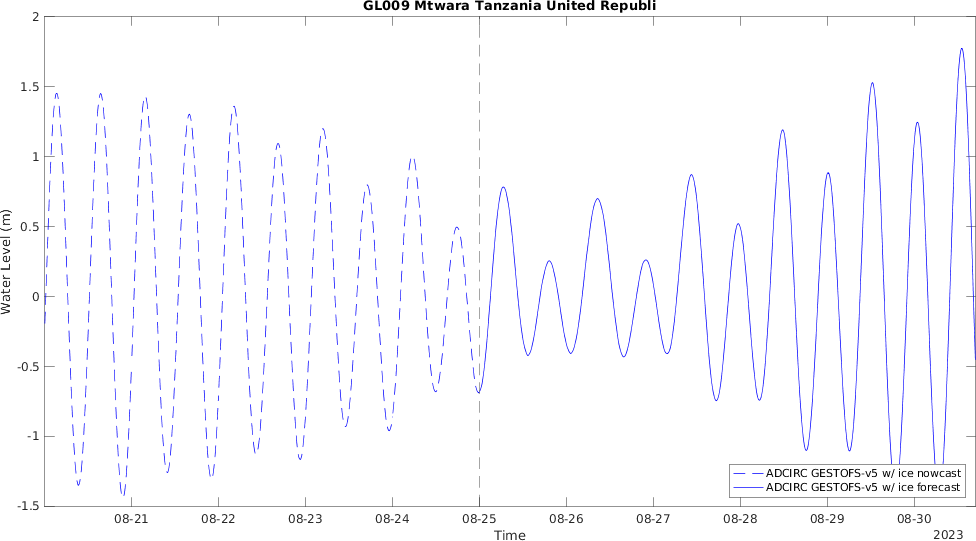 GL009 Mtwara Tanzania United Republi
2
1.5
1
0.5
0
-0.5
-1
-1.5
Water Level (m)
08-21 08-22 08-23 08-24 08-25 08-26 08-27 08-28 08-29 08-30
Time
2023
ADCIRC GESTOFS-v5 w/ ice nowcast
ADCIRC GESTOFS-v5 w/ ice forecast